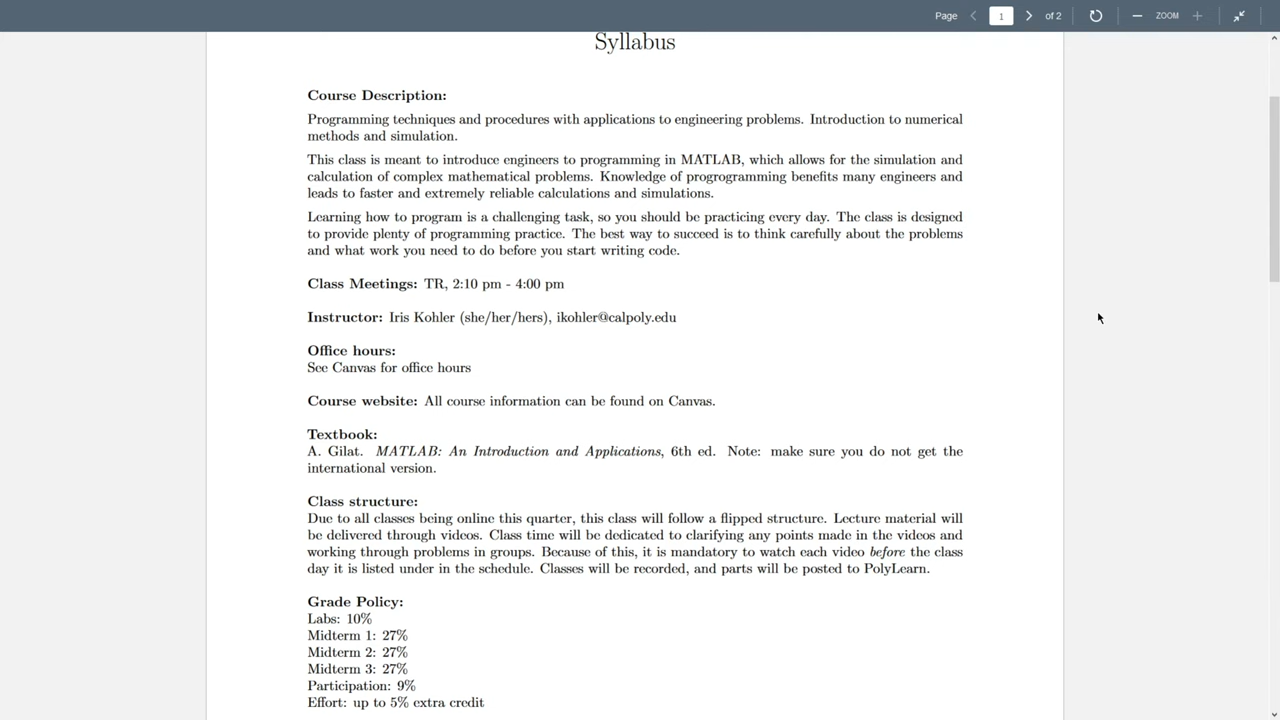 Page 1 of 2 ZOOM
Syllabus
Course Description:
Programming techniques and procedures with applications to engineering problems. Introduction to numerical
methods and simulation.
This class is meant to introduce engineers to programming in MATLAB, which allows for the simulation and
calculation of complex mathematical problems. Knowledge of progrogramming benefits many engineers and
leads to faster and extremely reliable calculations and simulations.
Learning how to program is a challenging task, so you should be practicing every day. The class is designed
to provide plenty of programming practice. The best way to succeed is to think carefully about the problems
and what work you need to do before you start writing code.
Class Meetings: TR, 2:10 pm - 4:00 pm
Instructor: Iris Kohler (she/her/hers), ikohler@calpoly.edu
Office hours:
See Canvas for office hours
Course website: All course information can be found on Canvas.
Textbook:
A. Gilat. MATLAB: An Introduction and Applications, 6th ed. Note: make sure you do not get the
international version.
Class structure:
Due to all classes being online this quarter, this class will follow a flipped structure. Lecture material will
be delivered through videos. Class time will be dedicated to clarifying any points made in the videos and
working through problems in groups. Because of this, it is mandatory to watch each video before the class
day it is listed under in the schedule. Classes will be recorded, and parts will be posted to PolyLearn.
Grade Policy:
Labs: 10%
Midterm 1: 27%
Midterm 2: 27%
Midterm 3: 27%
Participation: 9%
Effort: up to 5% extra credit